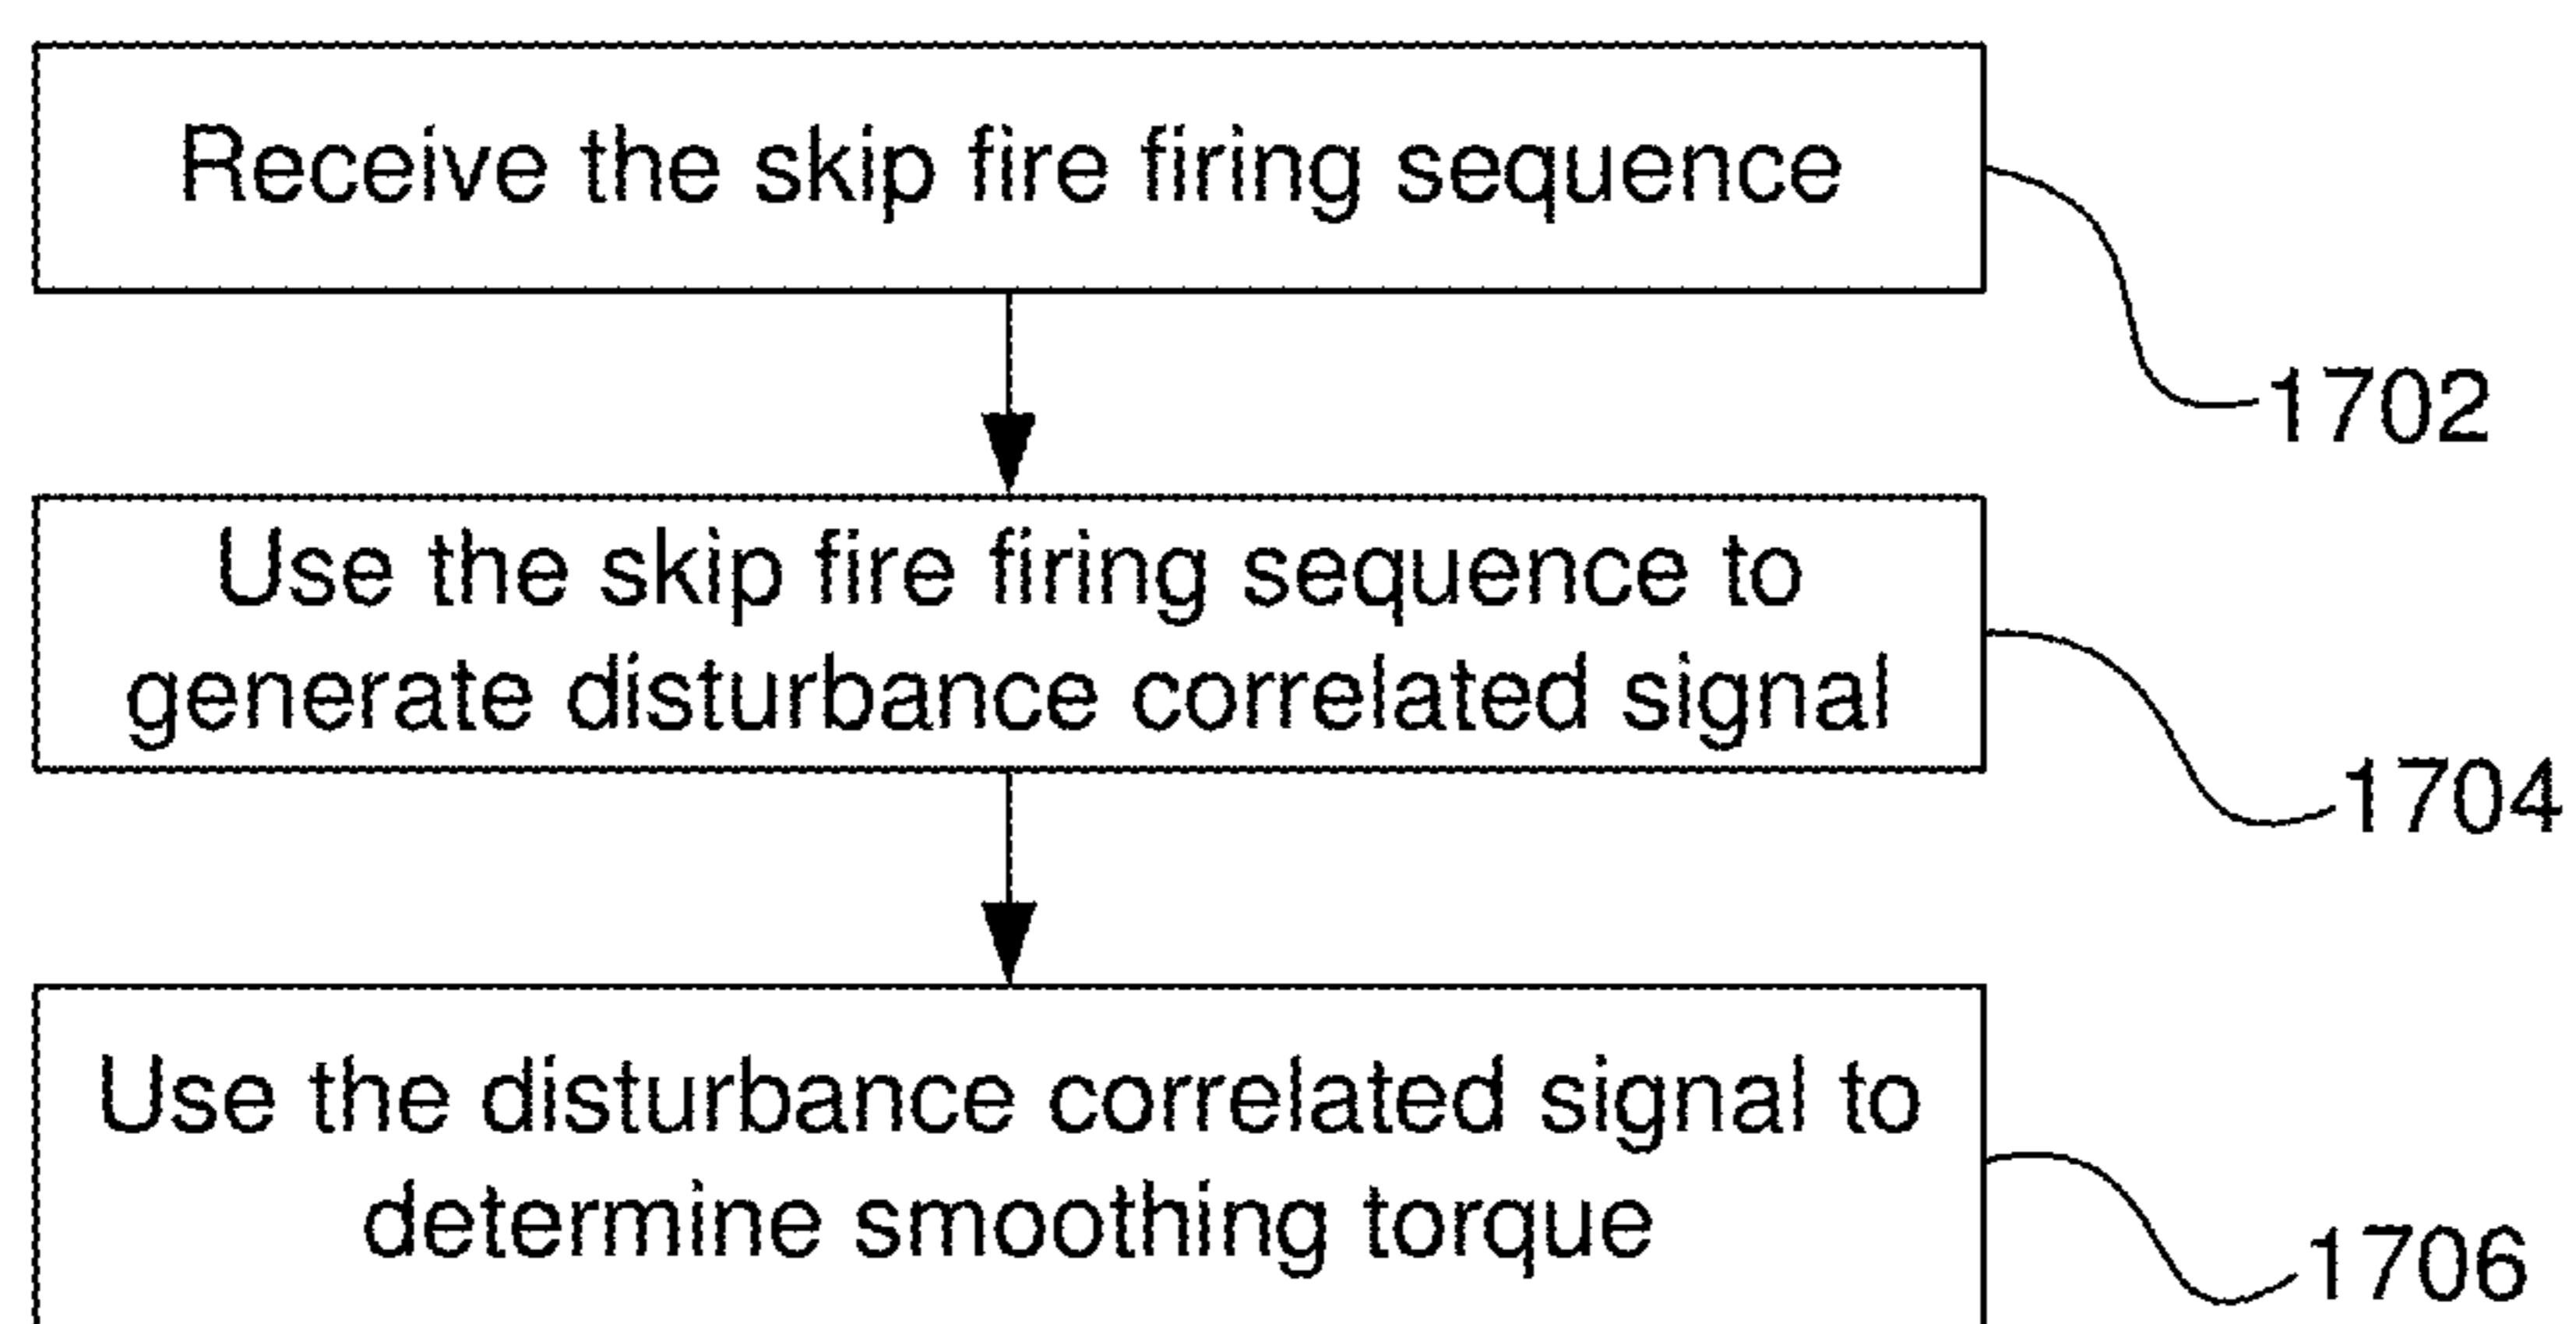 Receive the skip fire firing sequence
1702
Use the skip fire firing sequence to
generate disturbance correlated signal
1704
Use the disturbance correlated signal to
determine smoothing torque
1706